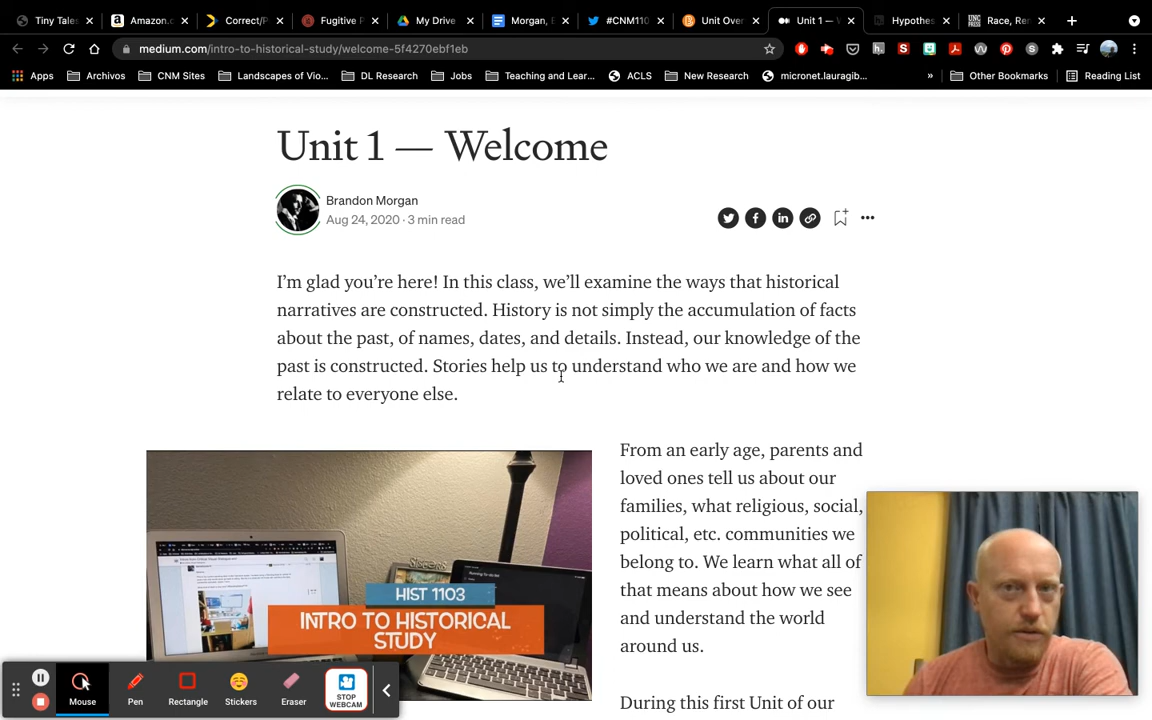 Tiny Tales
Amazon.c
Correct/P
Fugitive P
My Drive
Morgan, B
#CNM110
Unit Over
Unit 1 —
Hypothes
Race, Rer
medium.com/intro-to-historical-study/welcome-5f4270ebf1eb
Apps
Archivos
CNM Sites
Landscapes of Vio...
DL Research
Jobs
Teaching and Lear...
ACLS
New Research
micronet.lauragib...
»
Other Bookmarks
Reading List
Unit 1 — Welcome
Brandon Morgan
Aug 24, 2020 · 3 min read
I'm glad you're here! In this class, we'll examine the ways that historical
narratives are constructed. History is not simply the accumulation of facts
about the past, of names, dates, and details. Instead, our knowledge of the
past is constructed. Stories help us to understand who we are and how we
relate to everyone else.
From an early age, parents and
loved ones tell us about our
families, what religious, social,
political, etc. communities we
belong to. We learn what all of
that means about how we see
and understand the world
around us.
During this first Unit of our
HIST 1103
INTRO TO HISTORICAL
STUDY
Mouse
Pen
Rectangle
Stickers
Eraser
STOP
WEBCAM